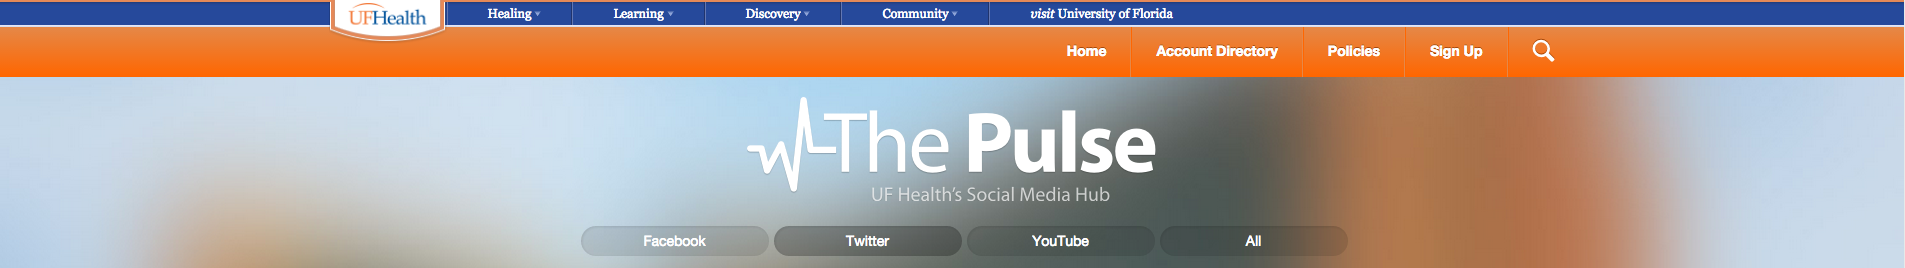 UFHealth
Healing Learning Discovery Community visit University of Florida
Home Account Directory Policies Sign Up
The Pulse
UF Health's Social Media Hub
Facebook Twitter YouTube All